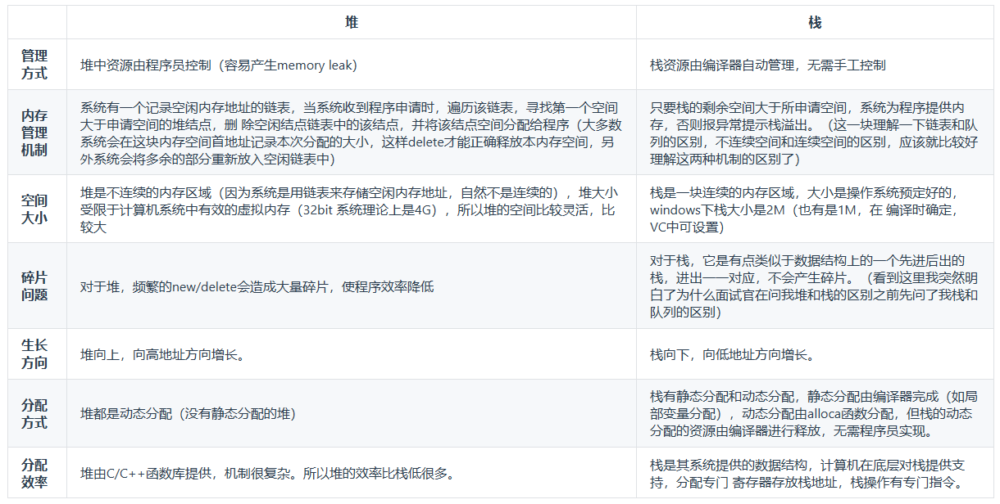 堆
栈
管理
方式
堆中资源由程序员控制（容易产生memory leak）
栈资源由编译器自动管理，无需手工控制
内存
管理
机制
系统有一个记录空闲内存地址的链表，当系统收到程序申请时，遍历该链表，寻找第一个空间
大于申请空间的堆结点，删 除空闲结点链表中的该结点，并将该结点空间分配给程序（大多数
系统会在这块内存空间首地址记录本次分配的大小，这样delete才能正确释放本内存空间，另
外系统会将多余的部分重新放入空闲链表中）
只要栈的剩余空间大于所申请空间，系统为程序提供内
存，否则报异常提示栈溢出。（这一块理解一下链表和队
列的区别，不连续空间和连续空间的区别，应该就比较好
理解这两种机制的区别了）
空间
大小
堆是不连续的内存区域（因为系统是用链表来存储空闲内存地址，自然不是连续的），堆大小
受限于计算机系统中有效的虚拟内存（32bit 系统理论上是4G），所以堆的空间比较灵活，比
较大
栈是一块连续的内存区域，大小是操作系统预定好的，
windows下栈大小是2M（也有是1M，在 编译时确定，
VC中可设置）
碎片
问题
对于堆，频繁的new/delete会造成大量碎片，使程序效率降低
对于栈，它是有点类似于数据结构上的一个先进后出的
栈，进出一一对应，不会产生碎片。（看到这里我突然明
白了为什么面试官在问我堆和栈的区别之前先问了我栈和
队列的区别）
生长
方向
堆向上，向高地址方向增长。
栈向下，向低地址方向增长。
分配
方式
堆都是动态分配（没有静态分配的堆）
栈有静态分配和动态分配，静态分配由编译器完成（如局
部变量分配），动态分配由alloca函数分配，但栈的动态
分配的资源由编译器进行释放，无需程序员实现。
分配
效率
堆由C/C++函数库提供，机制很复杂。所以堆的效率比栈低很多。
栈是其系统提供的数据结构，计算机在底层对栈提供支
持，分配专门 寄存器存放栈地址，栈操作有专门指令。